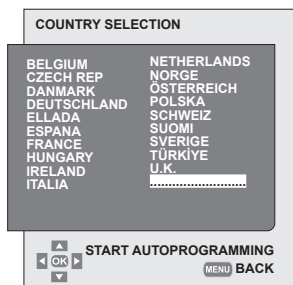 COUNTRY SELECTION
BELGIUM
CZECH REP
DANMARK
DEUTSCHLAND
ELLADA
ESPANA
FRANCE
HUNGARY
IRELAND
ITALIA
NETHERLANDS
NORGE
ÖSTERREICH
POLSKA
SCHWEIZ
SUOMI
SVERIGE
TÜRKİYE
U.K.
..........................
OK START AUTOPROGRAMMING
MENU BACK